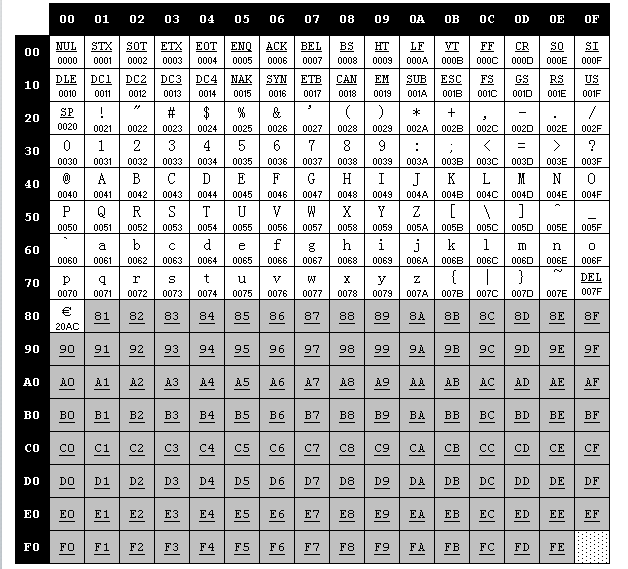 00 01 02 03 04 05 06 07 08 09 0A 0B 0C 0D 0E 0F
00 NUL STX SOT ETX EOT ENQ ACK BEL BS HT LF VT FF CR SO SI
0000 0001 0002 0003 0004 0005 0006 0007 0008 0009 000A 000B 000C 000D 000E 000F
10 DLE DC1 DC2 DC3 DC4 NAK SYN ETB CAN EM SUB ESC FS GS RS US
0010 0011 0012 0013 0014 0015 0016 0017 0018 0019 001A 001B 001C 001D 001E 001F
20 SP ! " # $ % & ' ( ) * + , - . /
0020 0021 0022 0023 0024 0025 0026 0027 0028 0029 002A 002B 002C 002D 002E 002F
30 0 1 2 3 4 5 6 7 8 9 : ; < = > ?
0030 0031 0032 0033 0034 0035 0036 0037 0038 0039 003A 003B 003C 003D 003E 003F
40 @ A B C D E F G H I J K L M N O
0040 0041 0042 0043 0044 0045 0046 0047 0048 0049 004A 004B 004C 004D 004E 004F
50 P Q R S T U V W X Y Z [ \ ] ^ _
0050 0051 0052 0053 0054 0055 0056 0057 0058 0059 005A 005B 005C 005D 005E 005F
60 ` a b c d e f g h i j k l m n o
0060 0061 0062 0063 0064 0065 0066 0067 0068 0069 006A 006B 006C 006D 006E 006F
70 p q r s t u v w x y z { | } ~ DEL
0070 0071 0072 0073 0074 0075 0076 0077 0078 0079 007A 007B 007C 007D 007E 007F
80 € 81 82 83 84 85 86 87 88 89 8A 8B 8C 8D 8E 8F
20AC
90 90 91 92 93 94 95 96 97 98 99 9A 9B 9C 9D 9E 9F
A0 A0 A1 A2 A3 A4 A5 A6 A7 A8 A9 AA AB AC AD AE AF
B0 B0 B1 B2 B3 B4 B5 B6 B7 B8 B9 BA BB BC BD BE BF
C0 C0 C1 C2 C3 C4 C5 C6 C7 C8 C9 CA CB CC CD CE CF
D0 D0 D1 D2 D3 D4 D5 D6 D7 D8 D9 DA DB DC DD DE DF
E0 E0 E1 E2 E3 E4 E5 E6 E7 E8 E9 EA EB EC ED EE EF
F0 F0 F1 F2 F3 F4 F5 F6 F7 F8 F9 FA FB FC FD FE